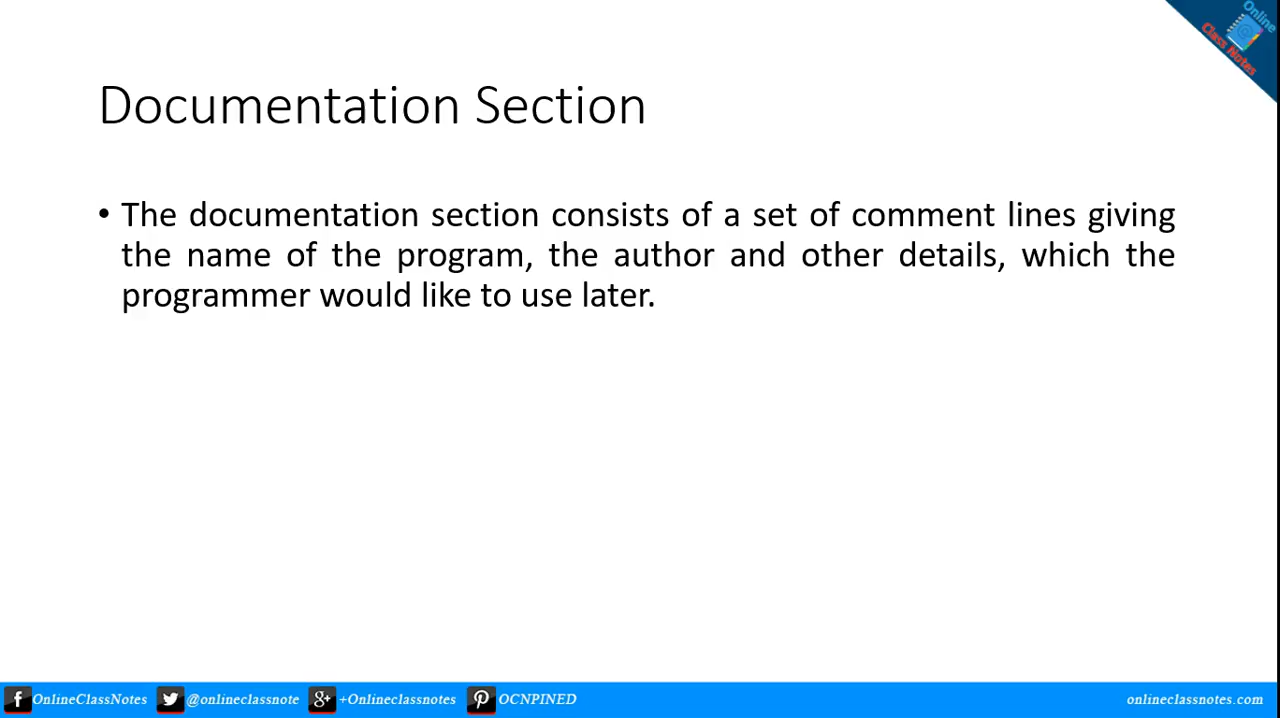 Online
Class Notes
Documentation Section
• The documentation section consists of a set of comment lines giving
the name of the program, the author and other details, which the
programmer would like to use later.
OnlineClassNotes @onlineclassnote +Onlineclassnotes OCNPINED onlineclassnotes.com